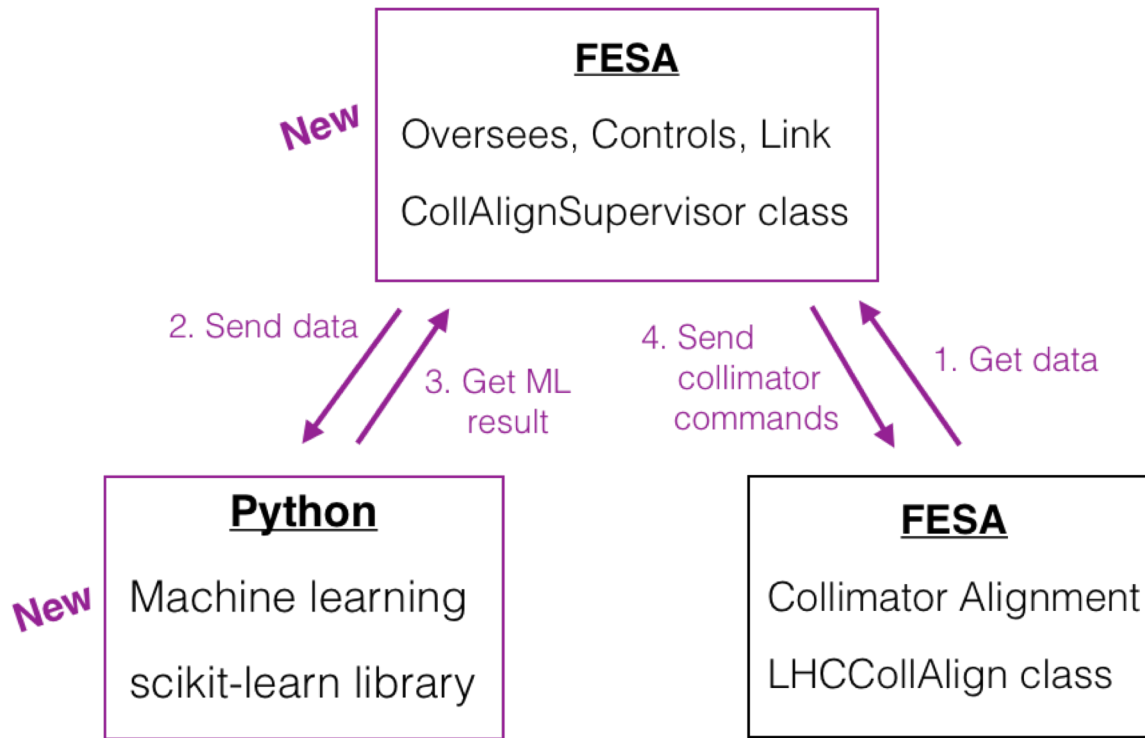 FESA
New
Oversees, Controls, Link
CollAlignSupervisor class
2. Send data
3. Get ML
result
4. Send
collimator
commands
1. Get data
Python
New
Machine learning
scikit-learn library
FESA
Collimator Alignment
LHCCollAlign class